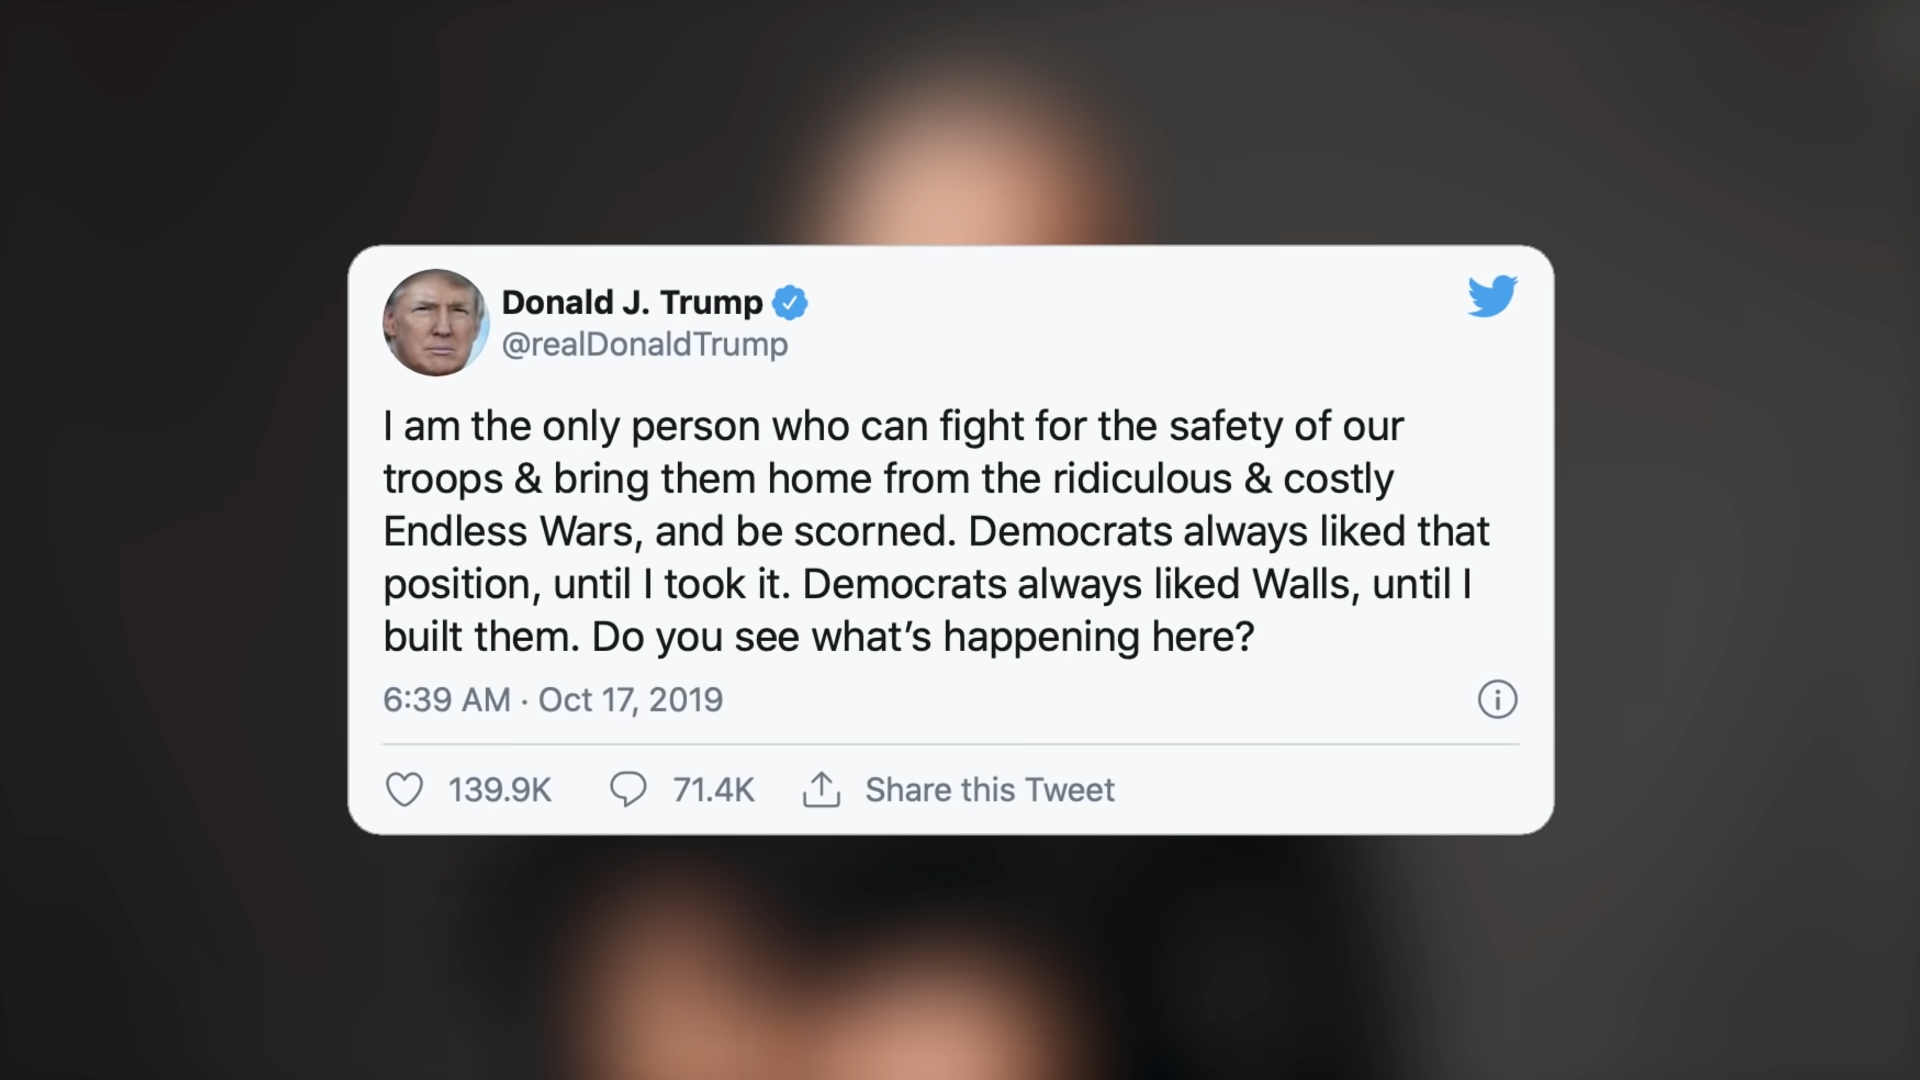 Donald J. Trump
@realDonaldTrump
I am the only person who can fight for the safety of our
troops & bring them home from the ridiculous & costly
Endless Wars, and be scorned. Democrats always liked that
position, until I took it. Democrats always liked Walls, until I
built them. Do you see what’s happening here?
6:39 AM · Oct 17, 2019
139.9K 71.4K Share this Tweet